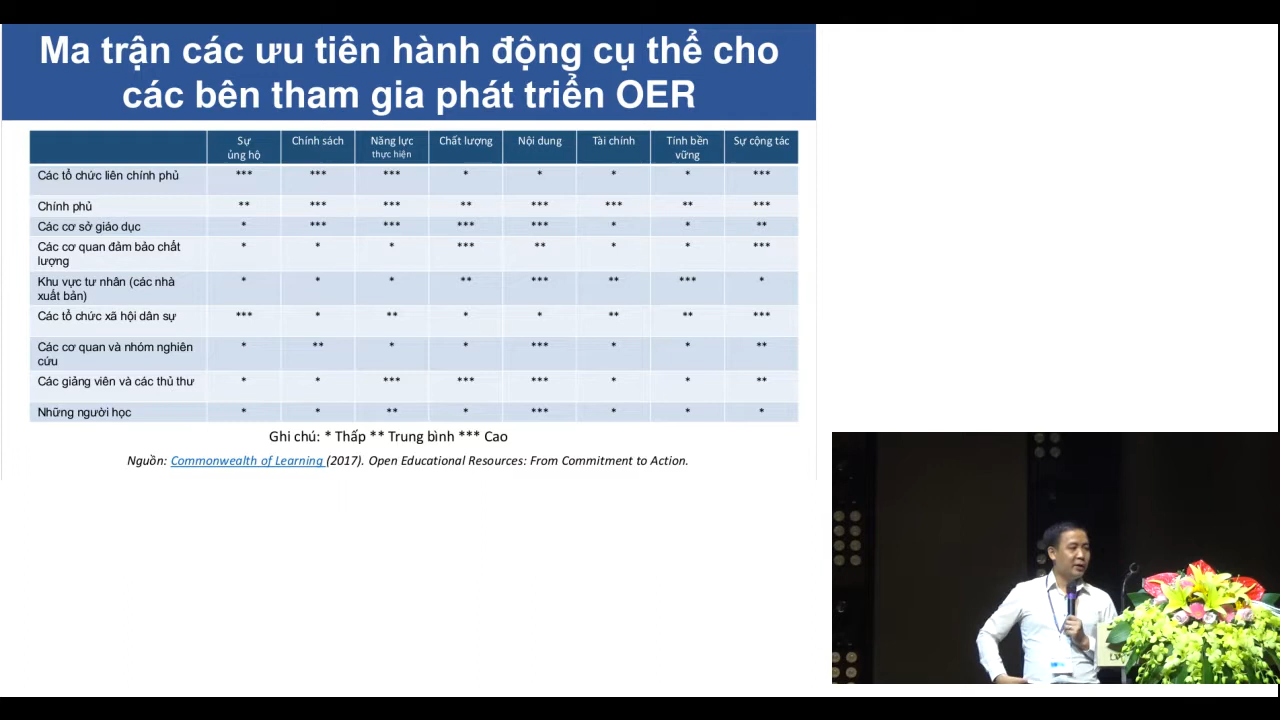 Ma trận các ưu tiên hành động cụ thể cho
các bên tham gia phát triển OER
Sự ủng hộ Chính sách Năng lực thực hiện Chất lượng Nội dung Tài chính Tính bền vững Sự cộng tác
Các tổ chức liên chính phủ *** *** *** * * * * ***
Chính phủ ** *** *** ** *** *** ** ***
Các cơ sở giáo dục * *** *** *** *** * * **
Các cơ quan đảm bảo chất lượng * * * *** ** * * ***
Khu vực tư nhân (các nhà xuất bản) * * * ** *** ** *** *
Các tổ chức xã hội dân sự *** * ** * * ** ** ***
Các cơ quan và nhóm nghiên cứu * ** * * *** * * **
Các giảng viên và các thủ thư * * *** *** *** * * **
Những người học * * ** * *** * * *
Ghi chú: * Thấp ** Trung bình *** Cao
Nguồn: Commonwealth of Learning (2017). Open Educational Resources: From Commitment to Action.